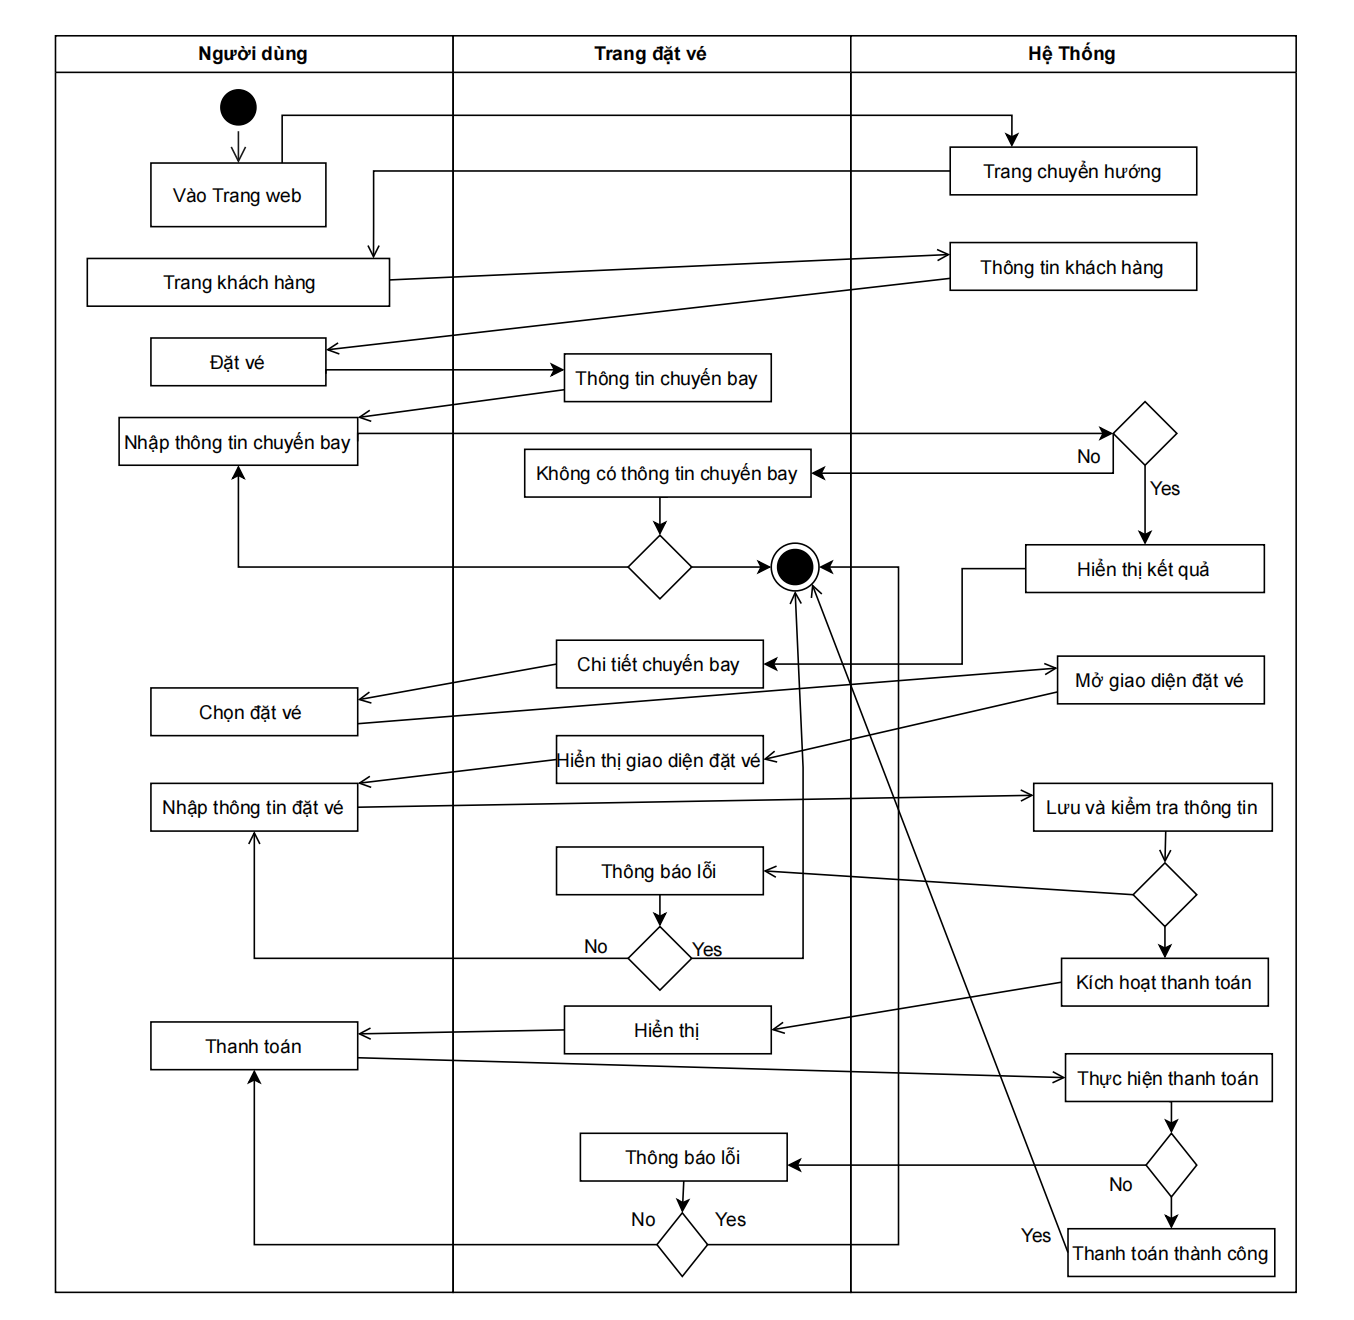 Người dùng
Trang đặt vé
Hệ Thống
Vào Trang web
Trang chuyển hướng
Trang khách hàng
Thông tin khách hàng
Đặt vé
Thông tin chuyến bay
Nhập thông tin chuyến bay
No
Không có thông tin chuyến bay
Yes
Hiển thị kết quả
Chi tiết chuyến bay
Mở giao diện đặt vé
Chọn đặt vé
Hiển thị giao diện đặt vé
Nhập thông tin đặt vé
Lưu và kiểm tra thông tin
Thông báo lỗi
No
Yes
Kích hoạt thanh toán
Hiển thị
Thanh toán
Thực hiện thanh toán
Thông báo lỗi
No
No
Yes
Yes
Thanh toán thành công